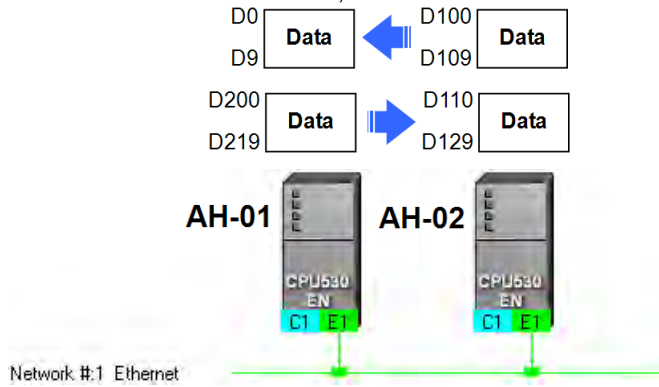 D0 Data D100 Data
D9 D109
D200 Data D110 Data
D219 D129
AH-01 AH-02
CPU530 CPU530
EN EN
C1 E1 C1 E1
Network #:1 Ethernet